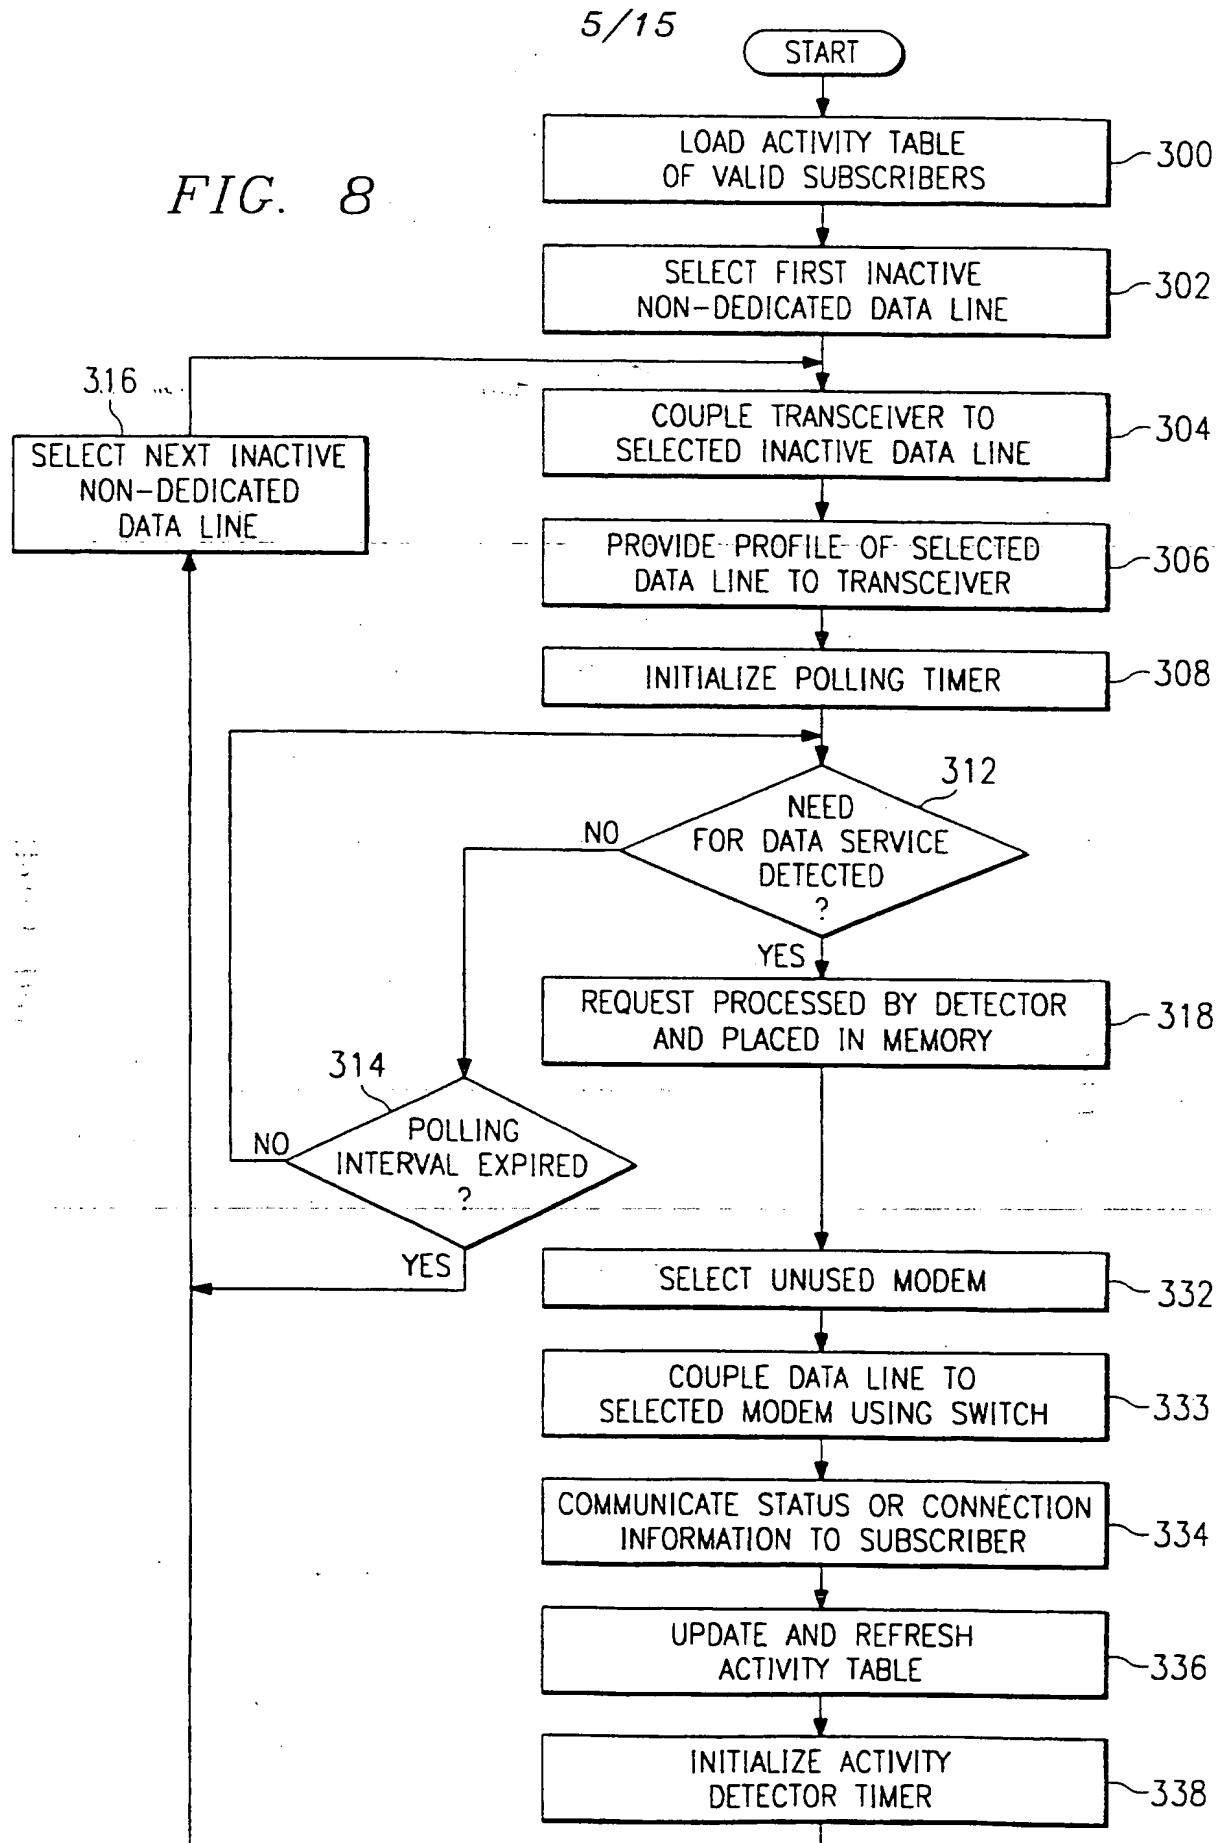 5/15
START
LOAD ACTIVITY TABLE
OF VALID SUBSCRIBERS
300
FIG. 8
SELECT FIRST INACTIVE
NON-DEDICATED DATA LINE
302
316
SELECT NEXT INACTIVE
NON-DEDICATED
DATA LINE
COUPLE TRANSCEIVER TO
SELECTED INACTIVE DATA LINE
304
PROVIDE PROFILE OF SELECTED
DATA LINE TO TRANSCEIVER
306
INITIALIZE POLLING TIMER
308
312
NEED
FOR DATA SERVICE
DETECTED
?
NO
YES
REQUEST PROCESSED BY DETECTOR
AND PLACED IN MEMORY
318
314
POLLING
INTERVAL EXPIRED
?
NO
YES
SELECT UNUSED MODEM
332
COUPLE DATA LINE TO
SELECTED MODEM USING SWITCH
333
COMMUNICATE STATUS OR CONNECTION
INFORMATION TO SUBSCRIBER
334
UPDATE AND REFRESH
ACTIVITY TABLE
336
INITIALIZE ACTIVITY
DETECTOR TIMER
338